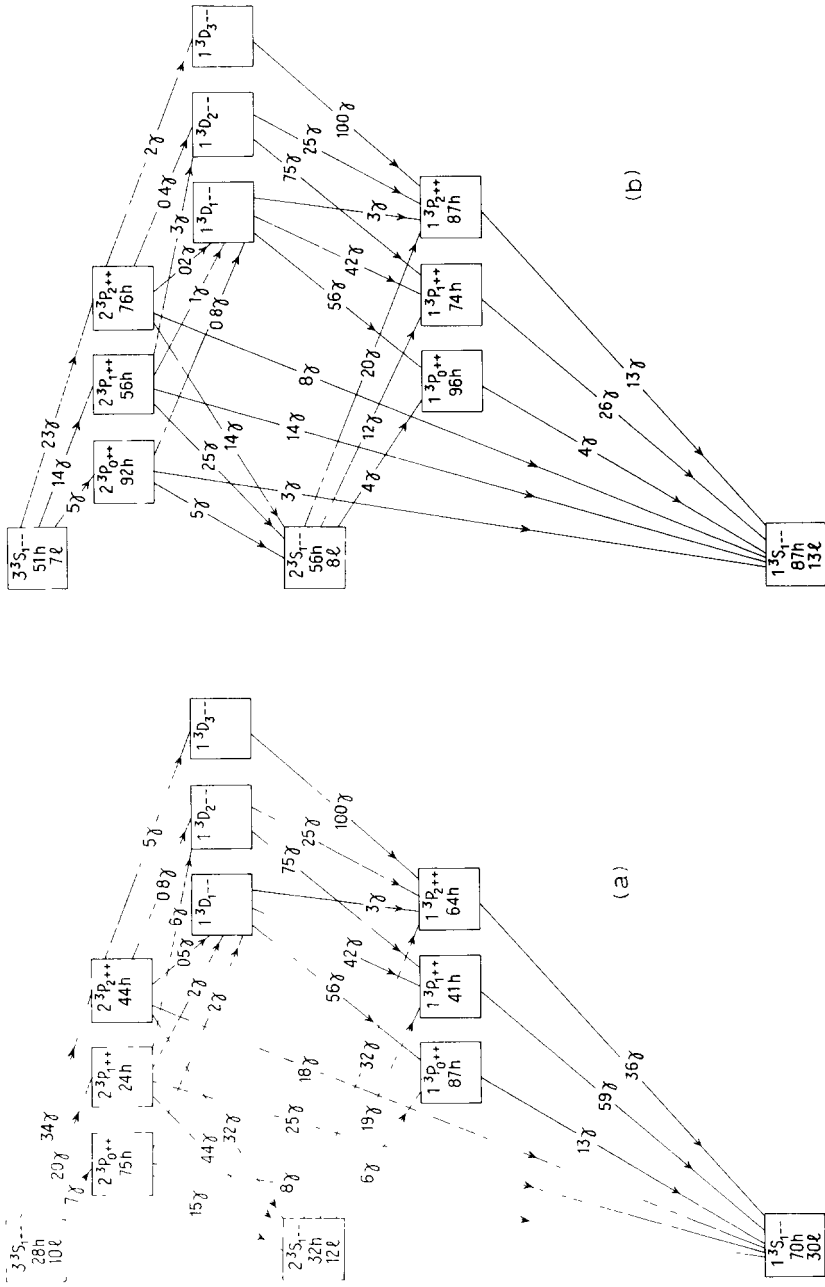 3³S₁--
28h
10ℓ
7γ
20γ
34γ
2³P₀++
75h
2³P₁++
24h
2³P₂++
44h
5γ
0.8γ
6γ
0.5γ
2γ
2γ
1³D₁--
1³D₂--
1³D₃--
15γ
44γ
32γ
25γ
18γ
8γ
2³S₁--
32h
12ℓ
6γ
19γ
32γ
56γ
42γ
3γ
75γ
25γ
100γ
1³P₀++
87h
1³P₁++
41h
1³P₂++
64h
13γ
59γ
36γ
1³S₁--
70h
30ℓ
(a)
3³S₁--
51h
7ℓ
5γ
14γ
23γ
2³P₀++
92h
2³P₁++
56h
2³P₂++
76h
2γ
0.4γ
3γ
0.2γ
1γ
0.8γ
1³D₁--
1³D₂--
1³D₃--
5γ
25γ
14γ
3γ
14γ
8γ
2³S₁--
56h
8ℓ
4γ
12γ
20γ
56γ
42γ
3γ
75γ
25γ
100γ
1³P₀++
96h
1³P₁++
74h
1³P₂++
87h
4γ
26γ
13γ
1³S₁--
87h
13ℓ
(b)